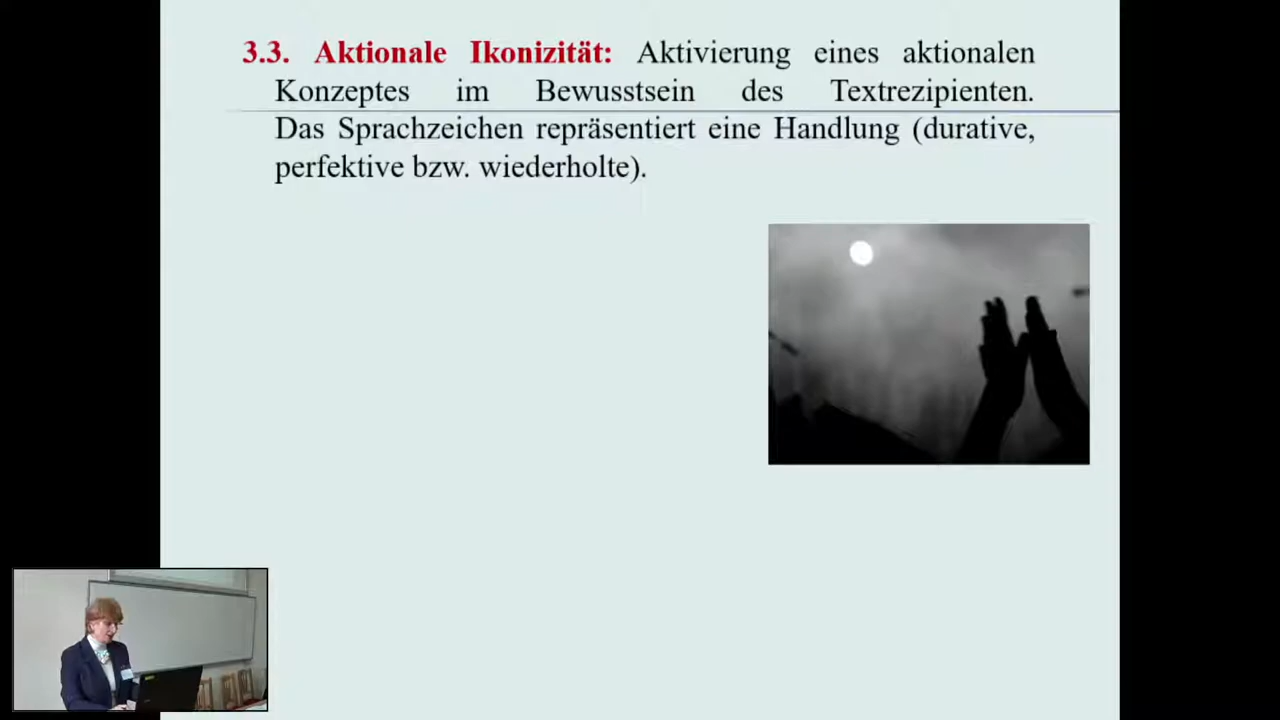 3.3. Aktionale Ikonizität: Aktivierung eines aktionalen
Konzeptes im Bewusstsein des Textrezipienten.
Das Sprachzeichen repräsentiert eine Handlung (durative,
perfektive bzw. wiederholte).